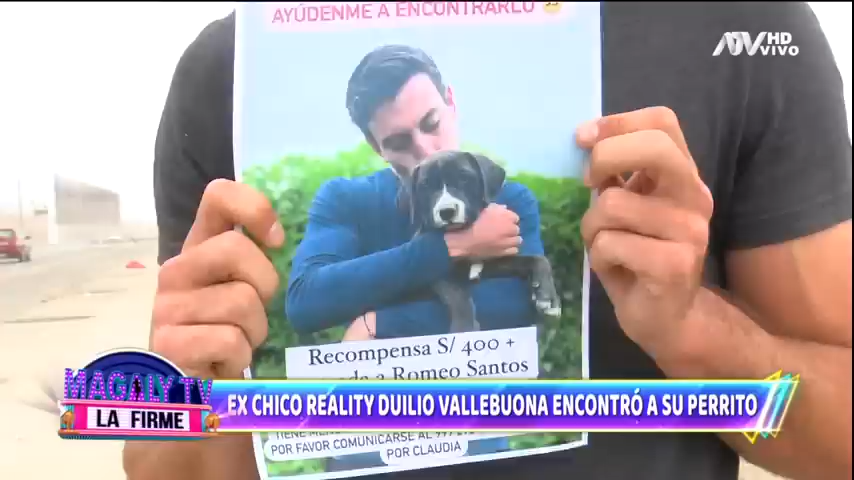 AYÚDENME A ENCONTRARLO
ATV HD
VIVO
Recompensa S/ 400 +
a Romeo Santos
MAGALY TV
LA FIRME
EX CHICO REALITY DUILIO VALLEBUONA ENCONTRÓ A SU PERRITO
TIENE
POR FAVOR COMUNICARSE AL
POR CLAUDIA